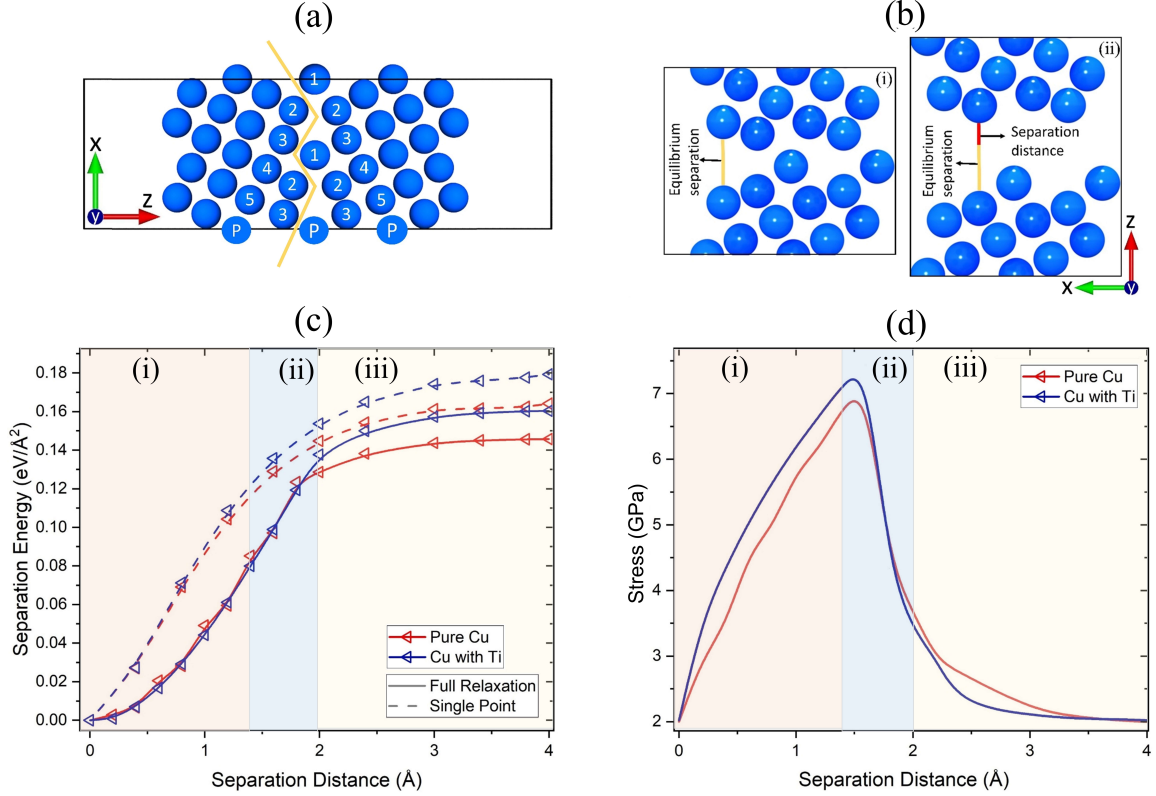 (a)
1
2 2
3 3
1
4 4
2 2
5 5
3 3
P P P
X
y
Z
(b)
(i)
Equilibrium
separation
(ii)
Separation
distance
Equilibrium
separation
Z
X
y
(c)
(i) (ii) (iii)
0.18
0.16
0.14
0.12
0.10
0.08
0.06
0.04
0.02
0.00
Separation Energy (eV/Å²)
Pure Cu
Cu with Ti
Full Relaxation
Single Point
0 1 2 3 4
Separation Distance (Å)
(d)
(i) (ii) (iii)
7
6
5
4
3
2
Stress (GPa)
Pure Cu
Cu with Ti
0 1 2 3 4
Separation Distance (Å)